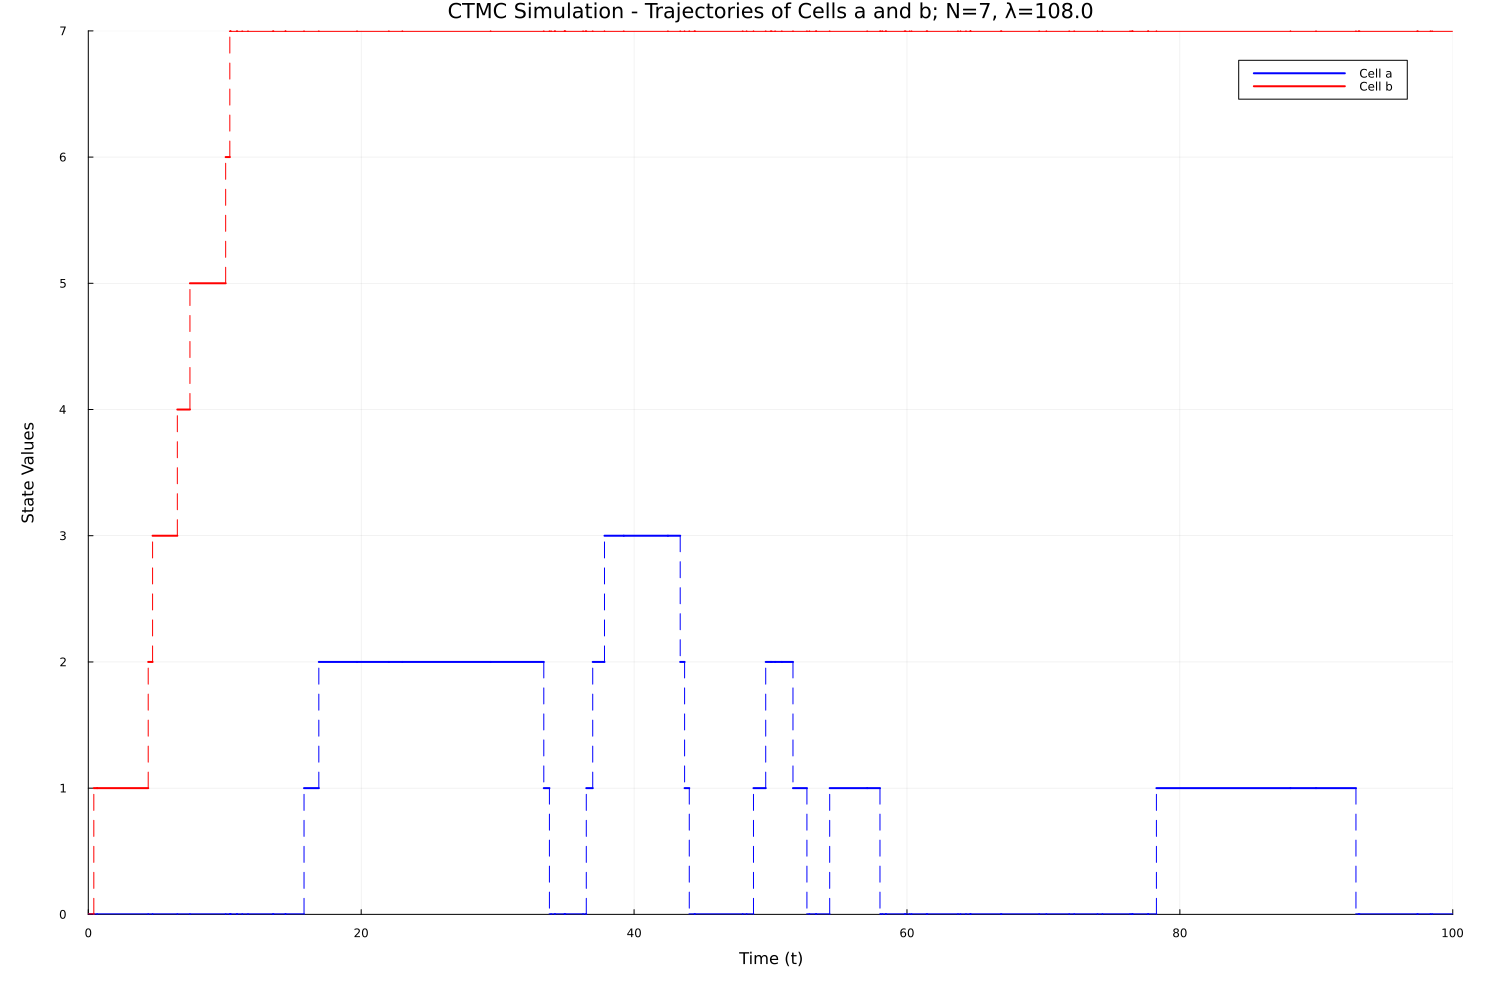 CTMC Simulation - Trajectories of Cells a and b; N=7, λ=108.0
7
Cell a
Cell b
6
5
4
State Values
3
2
1
0
0 20 40 60 80 100
Time (t)